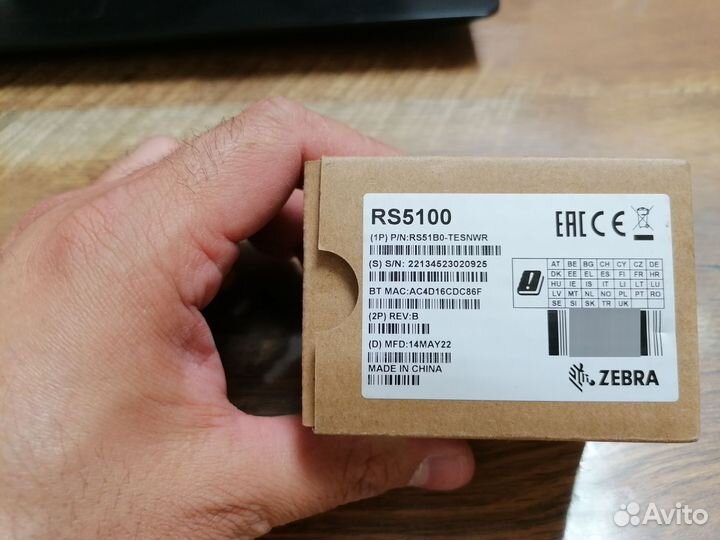 RS5100
(1P) P/N:RS51B0-TESNWR
(S) S/N: 22134523020925
BT MAC:AC4D16CDC86F
(2P) REV:B
(D) MFD:14MAY22
MADE IN CHINA
EAC CE
AT BE BG CH CY CZ DE
DK EE EL ES FI FR HR
HU IE IS IT LI LT LU
LV MT NL NO PL PT RO
SE SI SK TR UK
ZEBRA
Avito